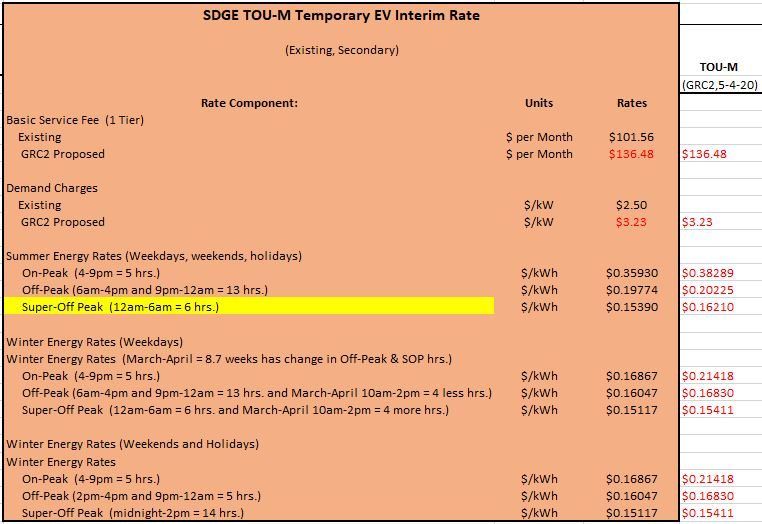 SDGE TOU-M Temporary EV Interim Rate
(Existing, Secondary)
TOU-M
(GRC2,5-4-20)
Rate Component: Units Rates
Basic Service Fee (1 Tier)
Existing $ per Month $101.56
GRC2 Proposed $ per Month $136.48 $136.48
Demand Charges
Existing $/kW $2.50
GRC2 Proposed $/kW $3.23 $3.23
Summer Energy Rates (Weekdays, weekends, holidays)
On-Peak (4-9pm = 5 hrs.) $/kWh $0.35930 $0.38289
Off-Peak (6am-4pm and 9pm-12am = 13 hrs.) $/kWh $0.19774 $0.20225
Super-Off Peak (12am-6am = 6 hrs.) $/kWh $0.15390 $0.16210
Winter Energy Rates (Weekdays)
Winter Energy Rates (March-April = 8.7 weeks has change in Off-Peak & SOP hrs.)
On-Peak (4-9pm = 5 hrs.) $/kWh $0.16867 $0.21418
Off-Peak (6am-4pm and 9pm-12am = 13 hrs. and March-April 10am-2pm = 4 less hrs.) $/kWh $0.16047 $0.16830
Super-Off Peak (12am-6am = 6 hrs. and March-April 10am-2pm = 4 more hrs.) $/kWh $0.15117 $0.15411
Winter Energy Rates (Weekends and Holidays)
Winter Energy Rates
On-Peak (4-9pm = 5 hrs.) $/kWh $0.16867 $0.21418
Off-Peak (2pm-4pm and 9pm-12am = 5 hrs.) $/kWh $0.16047 $0.16830
Super-Off Peak (midnight-2pm = 14 hrs.) $/kWh $0.15117 $0.15411